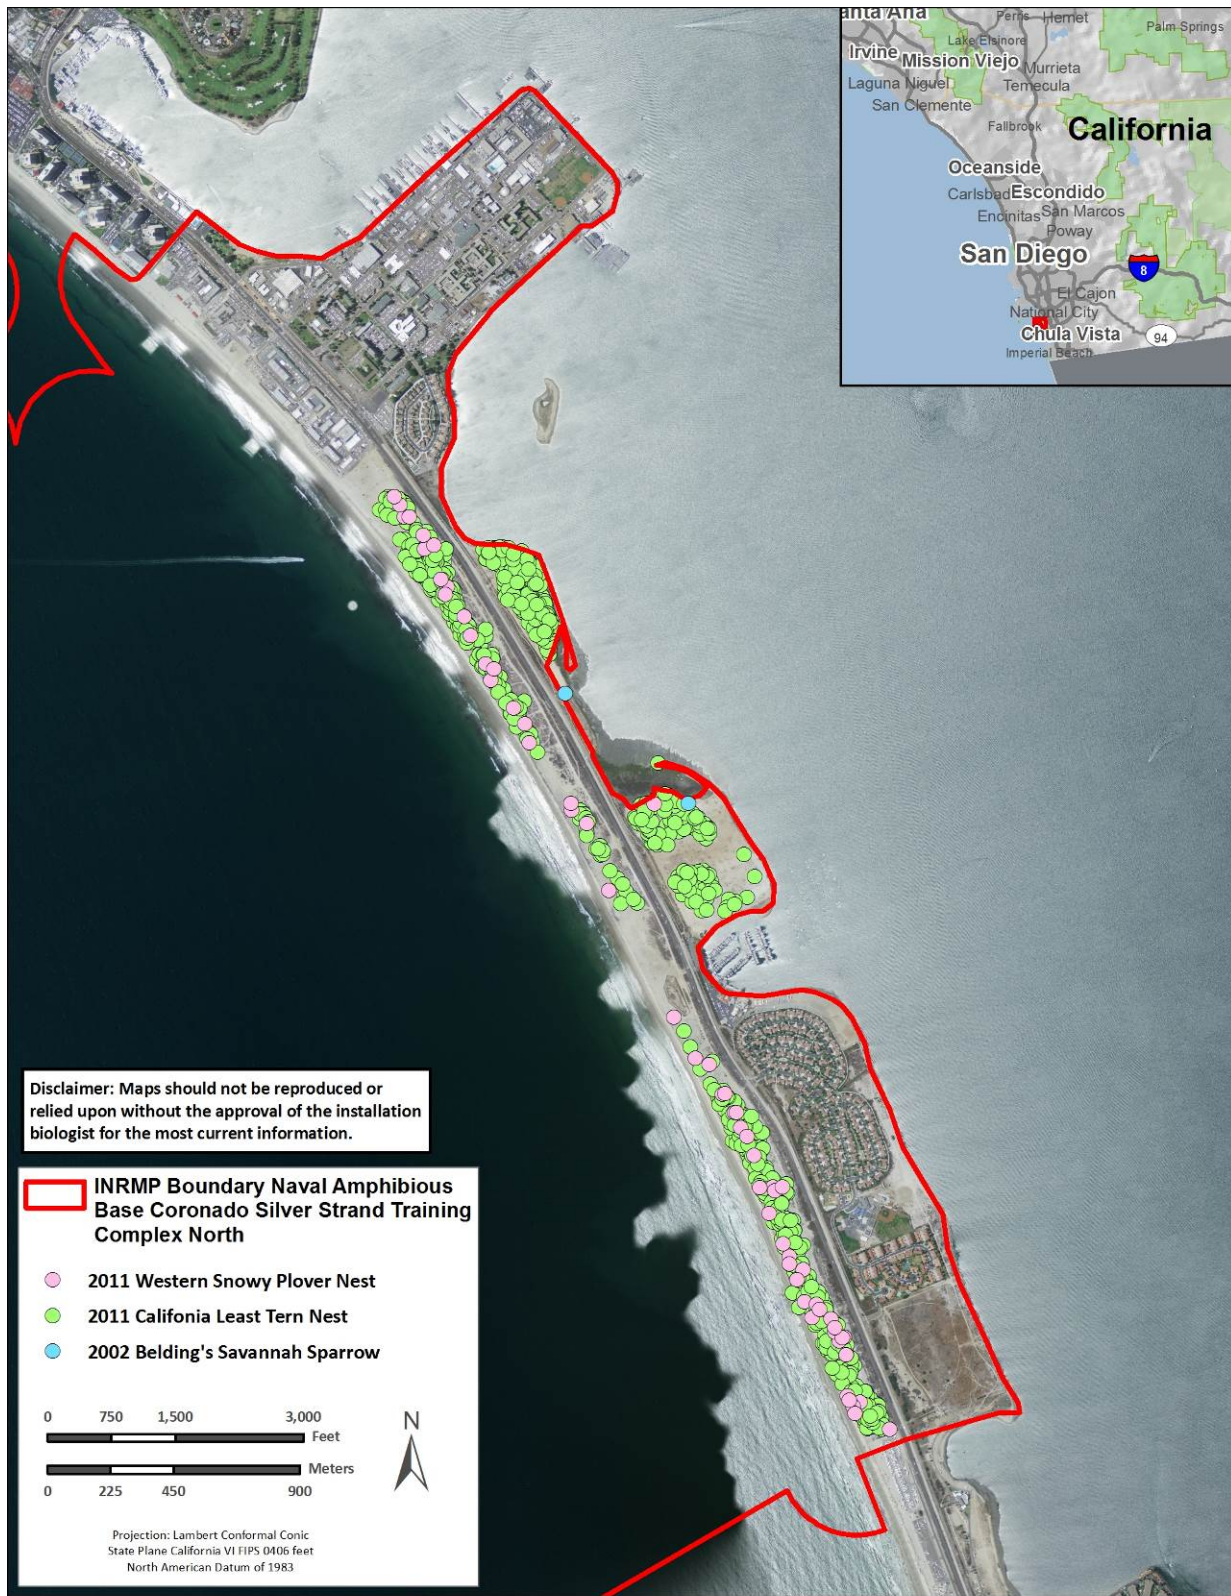 anta Ana
Perris
Hemet
Palm Springs
Lake Elsinore
Irvine
Mission Viejo
Murrieta
Laguna Niguel
Temecula
San Clemente
Fallbrook
California
Oceanside
Carlsbad
Escondido
Encinitas
San Marcos
Poway
San Diego
8
El Cajon
National City
Chula Vista
94
Imperial Beach
Disclaimer: Maps should not be reproduced or
relied upon without the approval of the installation
biologist for the most current information.
INRMP Boundary Naval Amphibious
Base Coronado Silver Strand Training
Complex North
2011 Western Snowy Plover Nest
2011 Califonia Least Tern Nest
2002 Belding's Savannah Sparrow
0 750 1,500 3,000
Feet
Meters
0 225 450 900
N
Projection: Lambert Conformal Conic
State Plane California VI FIPS 0406 feet
North American Datum of 1983